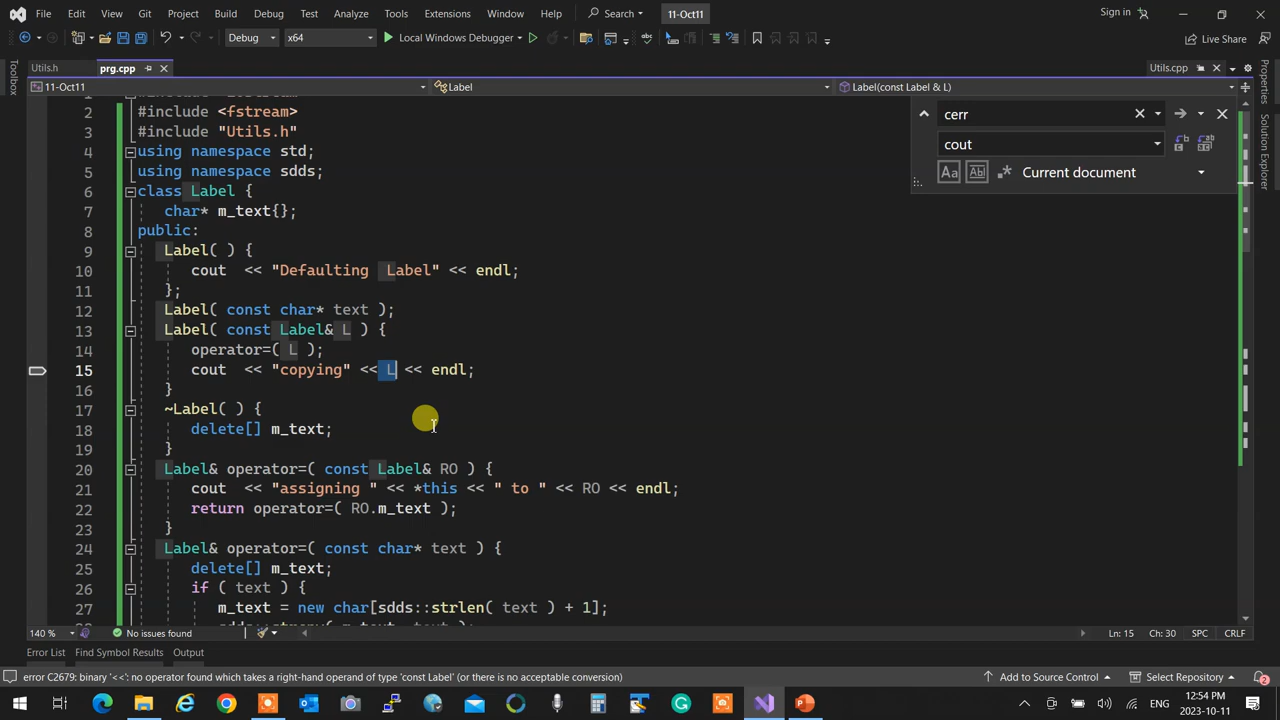 File Edit View Git Project Build Debug Test Analyze Tools Extensions Window Help Search 11-Oct11 Sign in
Debug x64 Local Windows Debugger Live Share
Utils.h prg.cpp Utils.cpp
11-Oct11 Label Label(const Label & L)
cerr
cout
Aa Ab Current document
Toolbox
Properties
Solution Explorer
2 #include <fstream>
3 #include "Utils.h"
4 using namespace std;
5 using namespace sdds;
6 class Label {
7 char* m_text{};
8 public:
9 Label( ) {
10 cout << "Defaulting Label" << endl;
11 };
12 Label( const char* text );
13 Label( const Label& L ) {
14 operator=( L );
15 cout << "copying" << L << endl;
16 }
17 ~Label( ) {
18 delete[] m_text;
19 }
20 Label& operator=( const Label& RO ) {
21 cout << "assigning " << *this << " to " << RO << endl;
22 return operator=( RO.m_text );
23 }
24 Label& operator=( const char* text ) {
25 delete[] m_text;
26 if ( text ) {
27 m_text = new char[sdds::strlen( text ) + 1];
140 % No issues found Ln: 15 Ch: 30 SPC CRLF
Error List Find Symbol Results Output
error C2679: binary '<<': no operator found which takes a right-hand operand of type 'const Label' (or there is no acceptable conversion) Add to Source Control Select Repository 2
ENG 12:54 PM
2023-10-11